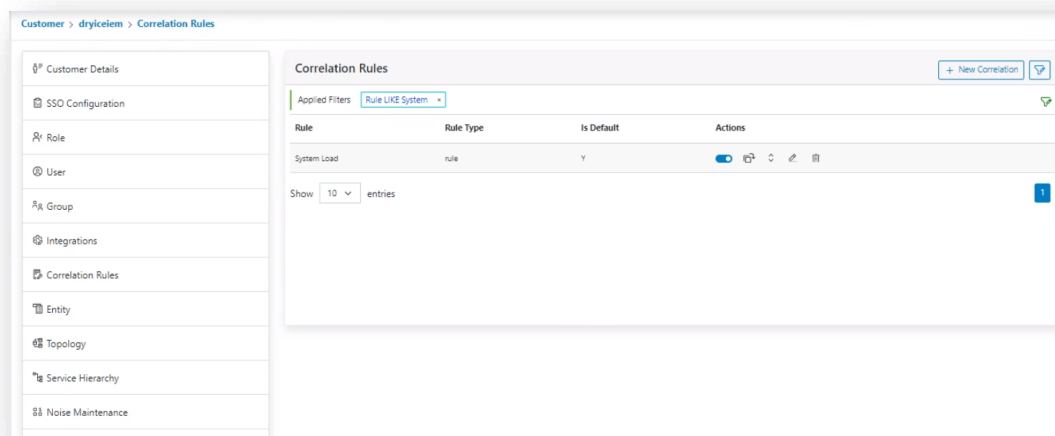 Customer > dryiceiem > Correlation Rules
Customer Details
SSO Configuration
Role
User
Group
Integrations
Correlation Rules
Entity
Topology
Service Hierarchy
Noise Maintenance
Correlation Rules
+ New Correlation
Applied Filters Rule LIKE System ×
Rule Rule Type Is Default Actions
System Load rule Y
Show 10 entries
1